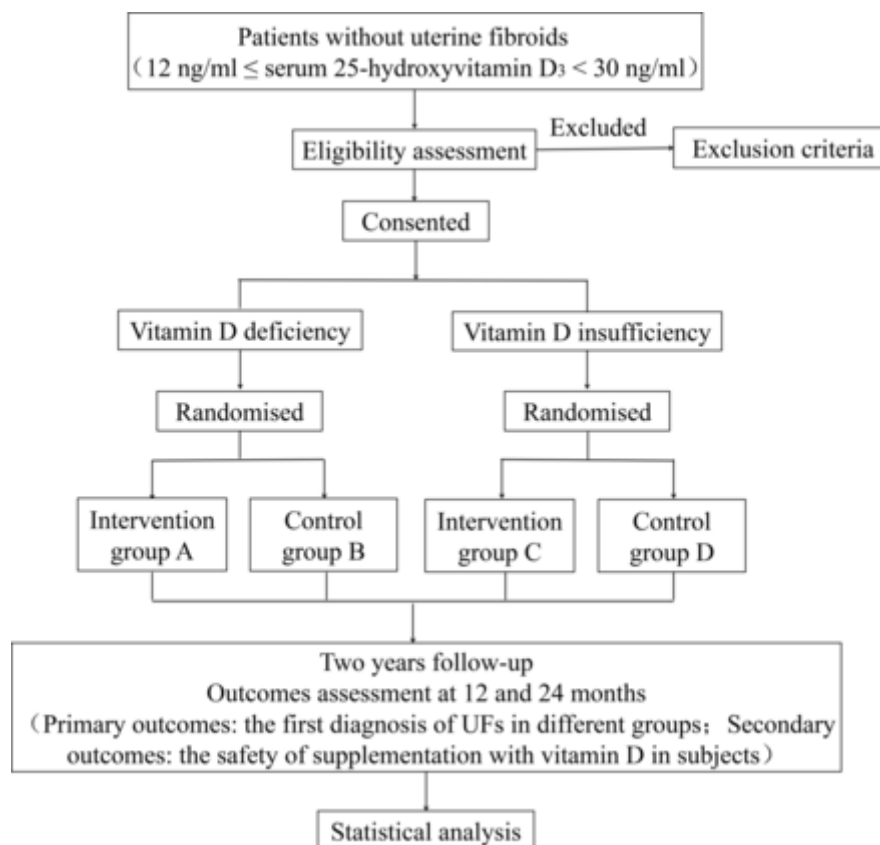 Patients without uterine fibroids
（12 ng/ml ≤ serum 25-hydroxyvitamin D₃ < 30 ng/ml）
Excluded
Eligibility assessment
Exclusion criteria
Consented
Vitamin D deficiency
Vitamin D insufficiency
Randomised
Randomised
Intervention
group A
Control
group B
Intervention
group C
Control
group D
Two years follow-up
Outcomes assessment at 12 and 24 months
（Primary outcomes: the first diagnosis of UFs in different groups；Secondary
outcomes: the safety of supplementation with vitamin D in subjects）
Statistical analysis